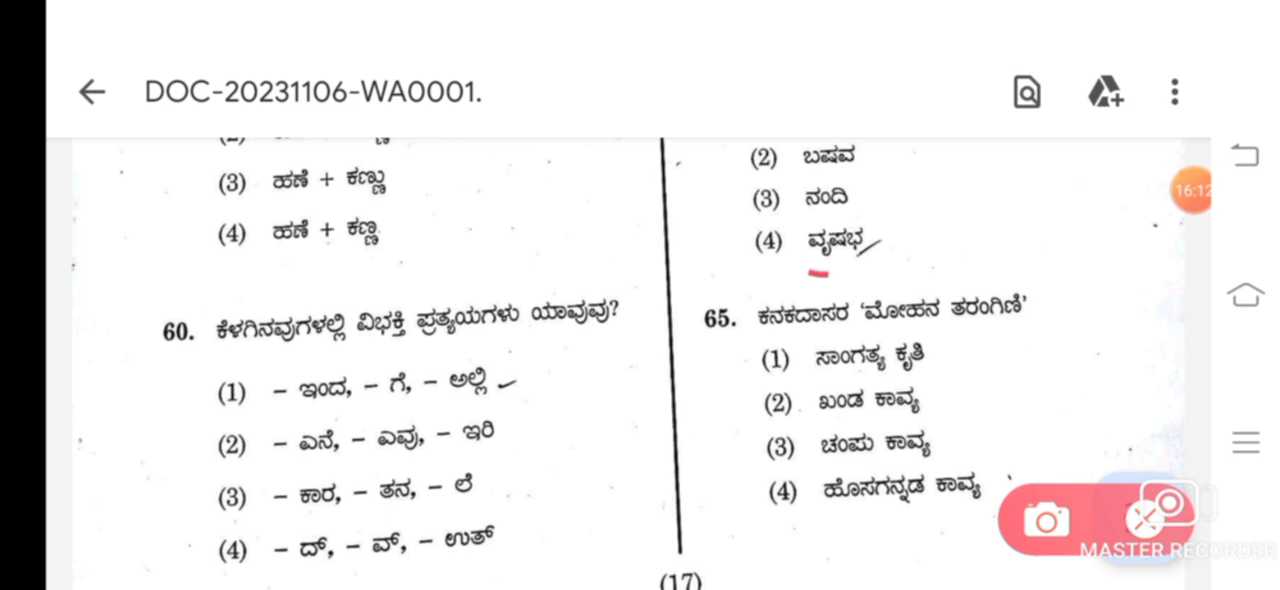 DOC-20231106-WA0001.
(3) ಹಣೆ + ಕಣ್ಣು
(4) ಹಣೆ + ಕಣ್ಣ
60. ಕೆಳಗಿನವುಗಳಲ್ಲಿ ವಿಭಕ್ತಿ ಪ್ರತ್ಯಯಗಳು ಯಾವುವು?
(1) – ಇಂದ, – ಗೆ, – ಅಲ್ಲಿ
(2) – ಎನೆ, – ಎವು, – ಇರಿ
(3) – ಕಾರ, – ತನ, – ಲೆ
(4) – ದ್, – ವ್, – ಉತ್
(2) ಬಷವ
(3) ನಂದಿ
(4) ವೃಷಭ
65. ಕನಕದಾಸರ ‘ಮೋಹನ ತರಂಗಿಣಿ’
(1) ಸಾಂಗತ್ಯ ಕೃತಿ
(2) ಖಂಡ ಕಾವ್ಯ
(3) ಚಂಪು ಕಾವ್ಯ
(4) ಹೊಸಗನ್ನಡ ಕಾವ್ಯ
(17)
16:12
MASTER RECORDER